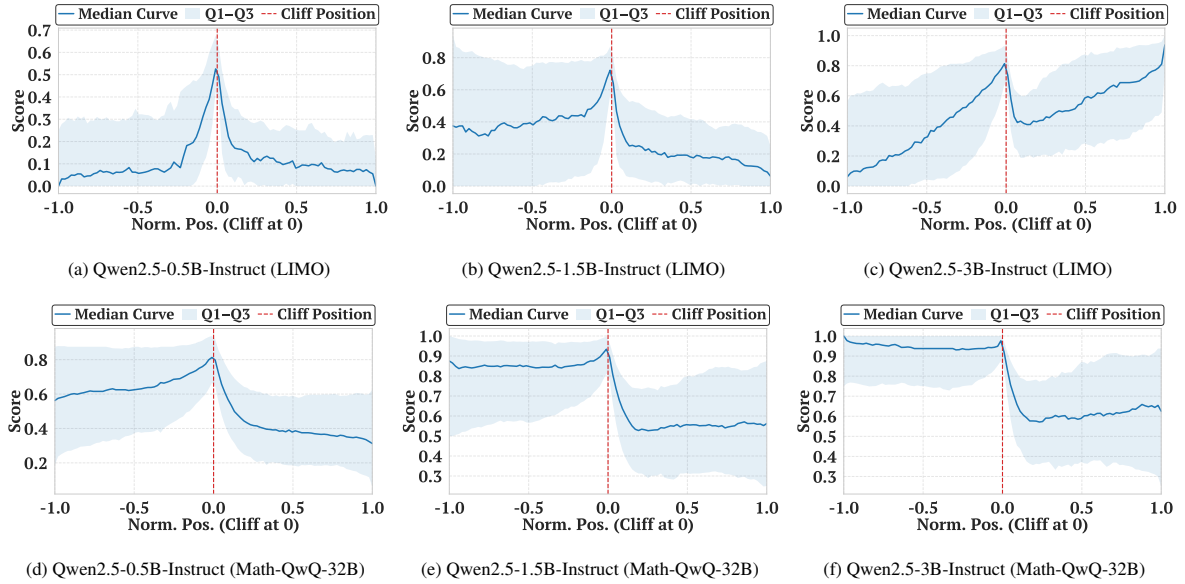 Median Curve Q1–Q3 Cliff Position
0.7
0.6
0.5
0.4
0.3
0.2
0.1
0.0
Score
-1.0 -0.5 0.0 0.5 1.0
Norm. Pos. (Cliff at 0)
(a) Qwen2.5-0.5B-Instruct (LIMO)
Median Curve Q1–Q3 Cliff Position
0.8
0.6
0.4
0.2
0.0
Score
-1.0 -0.5 0.0 0.5 1.0
Norm. Pos. (Cliff at 0)
(b) Qwen2.5-1.5B-Instruct (LIMO)
Median Curve Q1–Q3 Cliff Position
1.0
0.8
0.6
0.4
0.2
0.0
Score
-1.0 -0.5 0.0 0.5 1.0
Norm. Pos. (Cliff at 0)
(c) Qwen2.5-3B-Instruct (LIMO)
Median Curve Q1–Q3 Cliff Position
0.8
0.6
0.4
0.2
Score
-1.0 -0.5 0.0 0.5 1.0
Norm. Pos. (Cliff at 0)
(d) Qwen2.5-0.5B-Instruct (Math-QwQ-32B)
Median Curve Q1–Q3 Cliff Position
1.0
0.9
0.8
0.7
0.6
0.5
0.4
0.3
Score
-1.0 -0.5 0.0 0.5 1.0
Norm. Pos. (Cliff at 0)
(e) Qwen2.5-1.5B-Instruct (Math-QwQ-32B)
Median Curve Q1–Q3 Cliff Position
1.0
0.9
0.8
0.7
0.6
0.5
0.4
0.3
Score
-1.0 -0.5 0.0 0.5 1.0
Norm. Pos. (Cliff at 0)
(f) Qwen2.5-3B-Instruct (Math-QwQ-32B)